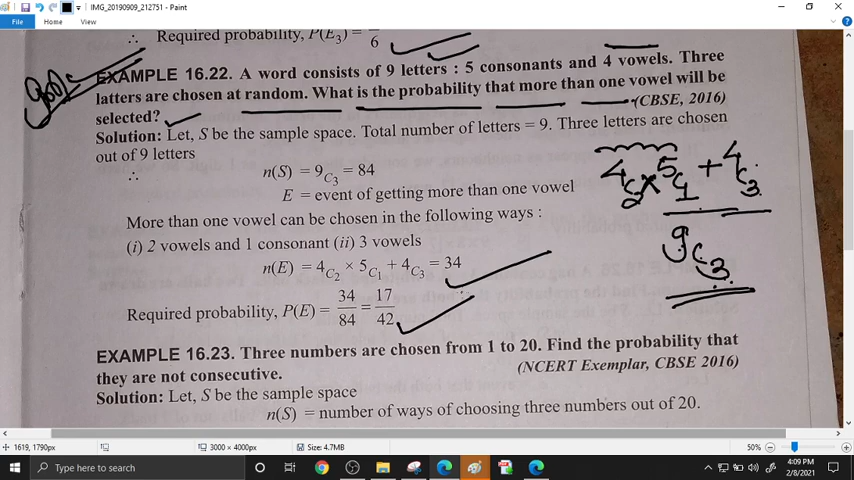 IMG_20190909_212751 - Paint
File Home View
∴ Required probability, P(E₃) = – 6
good
EXAMPLE 16.22. A word consists of 9 letters : 5 consonants and 4 vowels. Three
latters are chosen at random. What is the probability that more than one vowel will be
selected? (CBSE, 2016)
Solution: Let, S be the sample space. Total number of letters = 9. Three letters are chosen
out of 9 letters
∴ n(S) = 9C₃ = 84
E = event of getting more than one vowel
More than one vowel can be chosen in the following ways :
(i) 2 vowels and 1 consonant (ii) 3 vowels
n(E) = 4C₂ × 5C₁ + 4C₃ = 34
Required probability, P(E) = 34/84 = 17/42
4C₂ × 5C₁ + 4C₃
9C₃
EXAMPLE 16.23. Three numbers are chosen from 1 to 20. Find the probability that
they are not consecutive. (NCERT Exemplar, CBSE 2016)
Solution: Let, S be the sample space
n(S) = number of ways of choosing three numbers out of 20.
1619, 1790px 3000 × 4000px Size: 4.7MB 50%
Type here to search
4:09 PM
2/8/2021